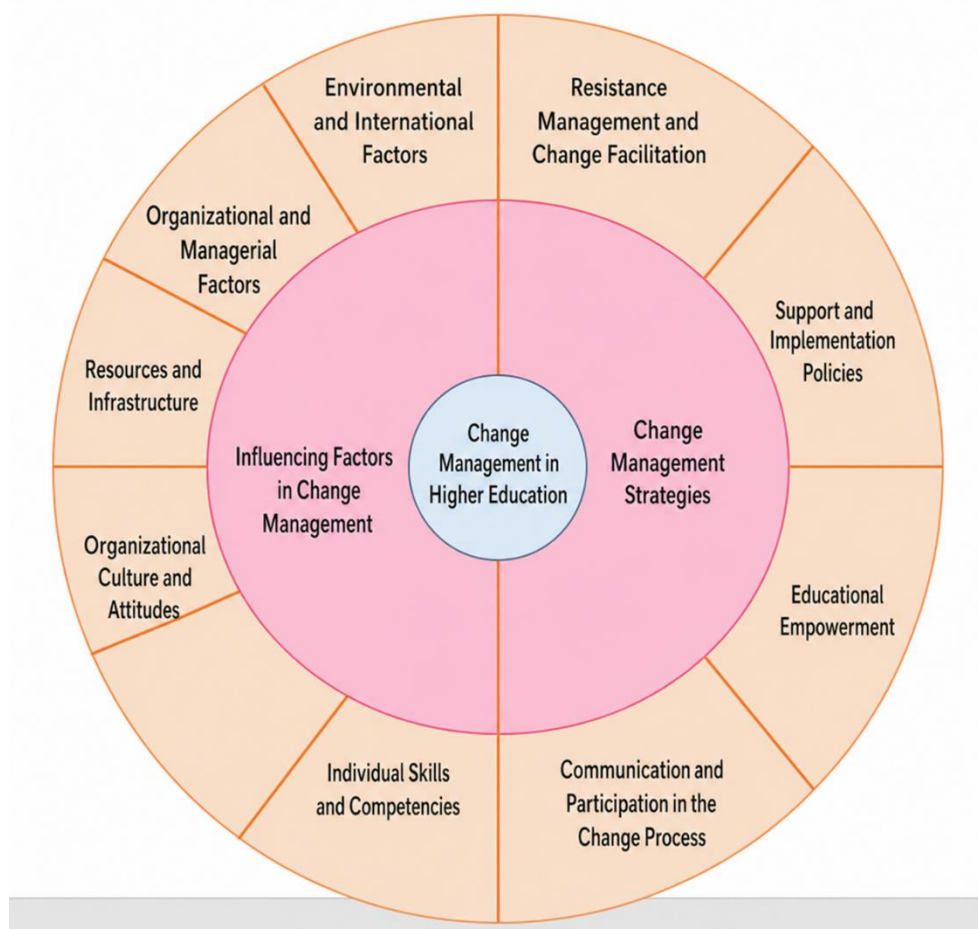 Environmental
and International
Factors
Resistance
Management and
Change Facilitation
Organizational and
Managerial
Factors
Support and
Implementation
Policies
Resources and
Infrastructure
Influencing Factors
in Change
Management
Change
Management in
Higher Education
Change
Management
Strategies
Organizational
Culture and
Attitudes
Educational
Empowerment
Individual Skills
and Competencies
Communication and
Participation in the
Change Process